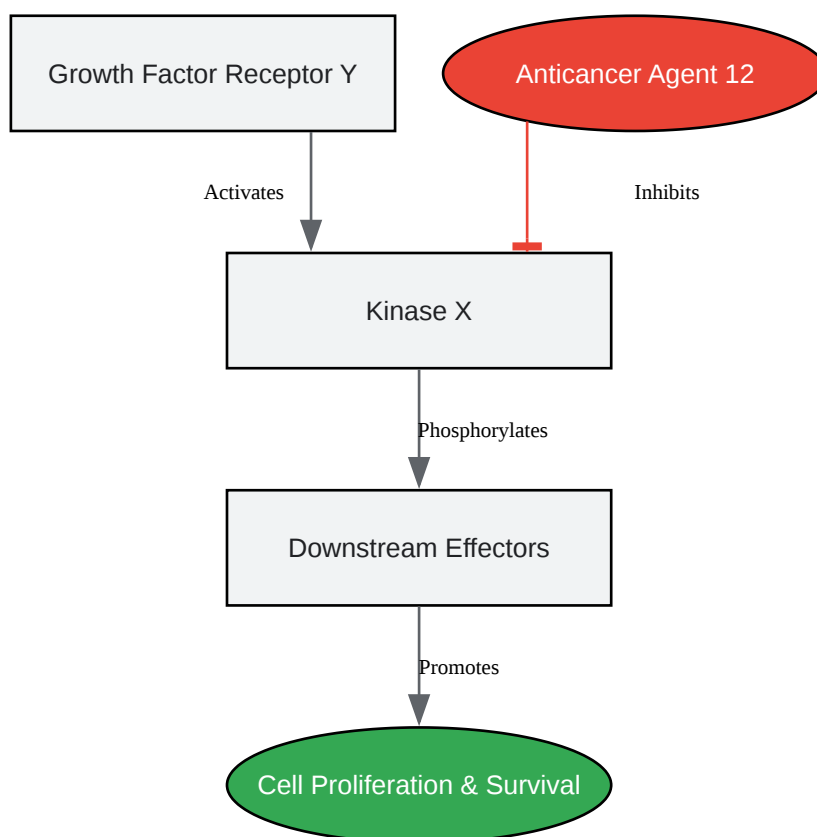 Growth Factor Receptor Y
Anticancer Agent 12
Activates
Inhibits
Kinase X
Phosphorylates
Downstream Effectors
Promotes
Cell Proliferation & Survival